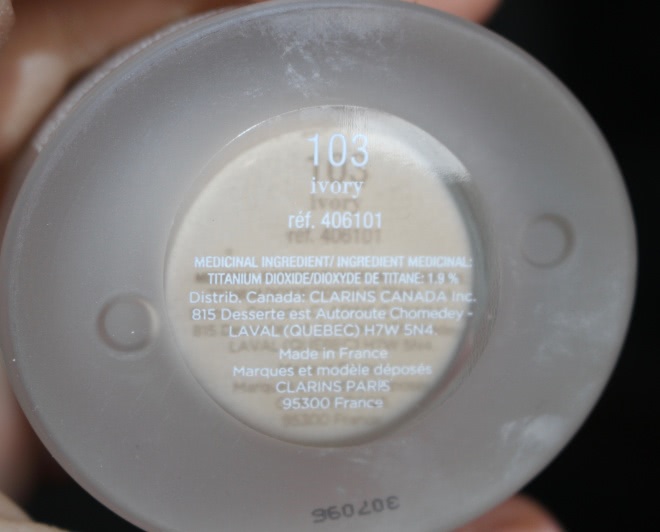 103
ivory
réf. 406101
MEDICINAL INGREDIENT/ INGREDIENT MEDICINAL:
TITANIUM DIOXIDE/DIOXYDE DE TITANE: 1.9 %
Distrib. Canada: CLARINS CANADA Inc.
815 Desserte est Autoroute Chomedey -
LAVAL (QUEBEC) H7W 5N4
Made in France
Marques et modèle déposés
CLARINS PARIS
95300 France
307096